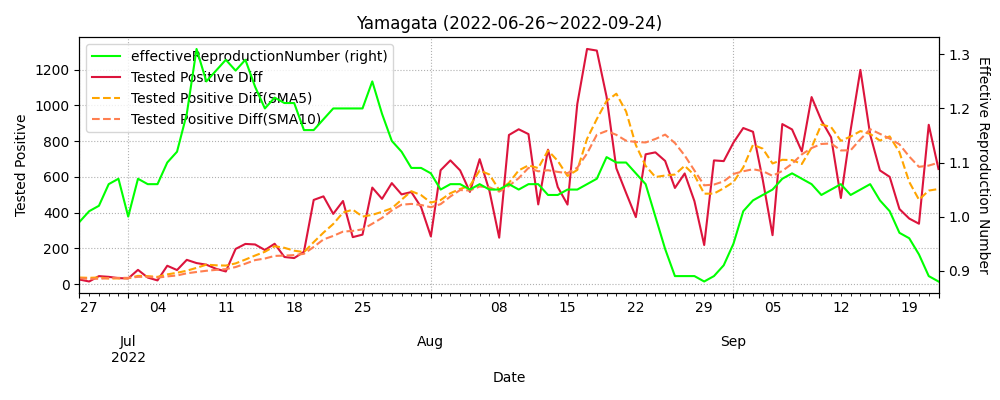 Yamagata (2022-06-26~2022-09-24)
effectiveReproductionNumber (right)
Tested Positive Diff
Tested Positive Diff(SMA5)
Tested Positive Diff(SMA10)
Tested Positive
1200
1000
800
600
400
200
0
1.3
1.2
1.1
1.0
0.9
Effective Reproduction Number
27 04 11 18 25 08 15 22 29 05 12 19
Jul Aug Sep
2022
Date